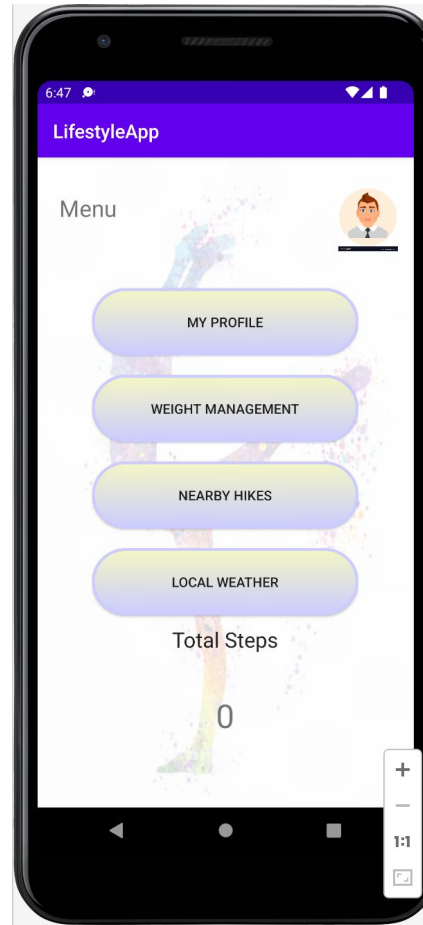 6:47
LifestyleApp
Menu
MY PROFILE
WEIGHT MANAGEMENT
NEARBY HIKES
LOCAL WEATHER
Total Steps
0
1:1